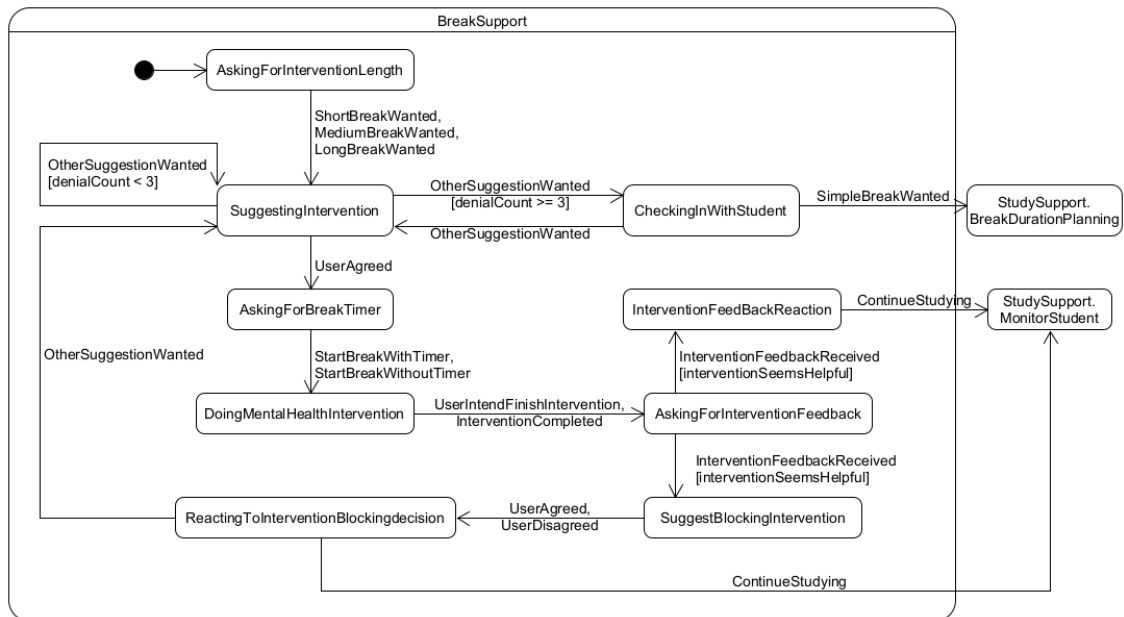 BreakSupport
AskingForInterventionLength
ShortBreakWanted,
MediumBreakWanted,
LongBreakWanted
OtherSuggestionWanted
[denialCount < 3]
SuggestingIntervention
OtherSuggestionWanted
[denialCount >= 3]
OtherSuggestionWanted
CheckingInWithStudent
SimpleBreakWanted
StudySupport.
BreakDurationPlanning
UserAgreed
AskingForBreakTimer
InterventionFeedBackReaction
ContinueStudying
StudySupport.
MonitorStudent
OtherSuggestionWanted
StartBreakWithTimer,
StartBreakWithoutTimer
InterventionFeedbackReceived
[interventionSeemsHelpful]
DoingMentalHealthIntervention
UserIntendFinishIntervention,
InterventionCompleted
AskingForInterventionFeedback
InterventionFeedbackReceived
[interventionSeemsHelpful]
ReactingToInterventionBlockingdecision
UserAgreed,
UserDisagreed
SuggestBlockingIntervention
ContinueStudying